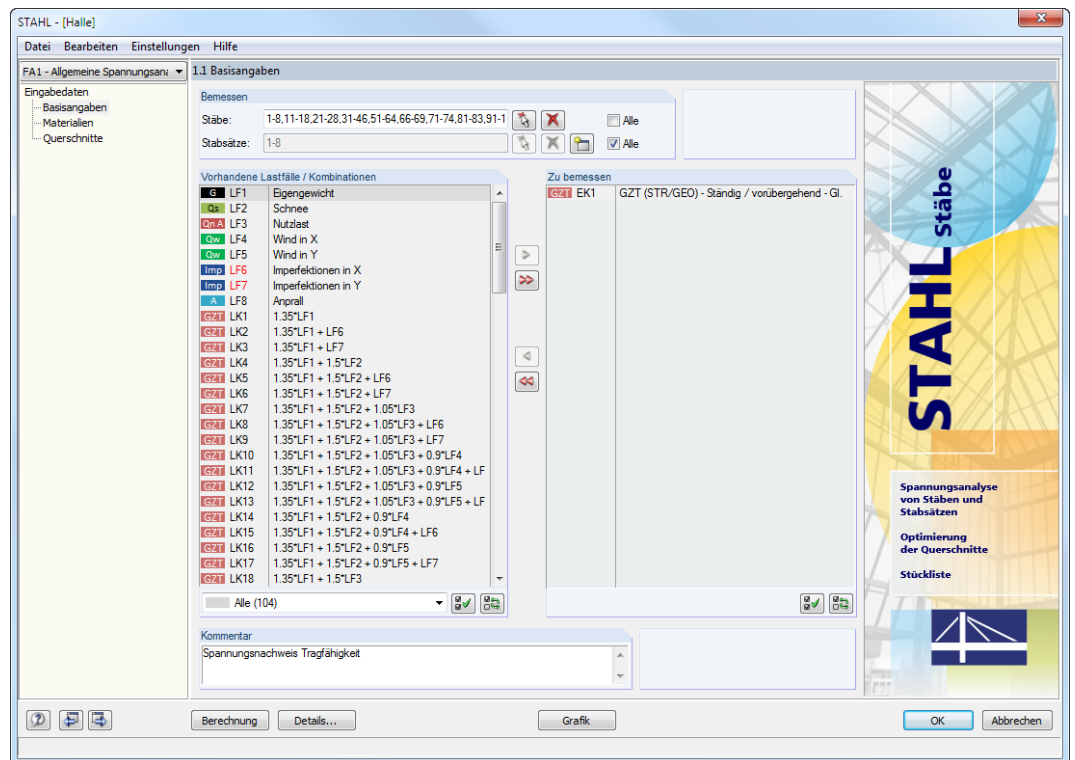 STAHL - [Halle]
Datei Bearbeiten Einstellungen Hilfe
FA1 - Allgemeine Spannungsana
1.1 Basisangaben
Eingabedaten
Basisangaben
Materialien
Querschnitte
Bemessen
Stäbe: 1-8,11-18,21-28,31-46,51-64,66-69,71-74,81-83,91-1 Alle
Stabsätze: 1-8 Alle
Vorhandene Lastfälle / Kombinationen
G LF1 Eigengewicht
Qs LF2 Schnee
Qn A LF3 Nutzlast
Qw LF4 Wind in X
Qw LF5 Wind in Y
Imp LF6 Imperfektionen in X
Imp LF7 Imperfektionen in Y
A LF8 Anprall
GZT LK1 1.35*LF1
GZT LK2 1.35*LF1 + LF6
GZT LK3 1.35*LF1 + LF7
GZT LK4 1.35*LF1 + 1.5*LF2
GZT LK5 1.35*LF1 + 1.5*LF2 + LF6
GZT LK6 1.35*LF1 + 1.5*LF2 + LF7
GZT LK7 1.35*LF1 + 1.5*LF2 + 1.05*LF3
GZT LK8 1.35*LF1 + 1.5*LF2 + 1.05*LF3 + LF6
GZT LK9 1.35*LF1 + 1.5*LF2 + 1.05*LF3 + LF7
GZT LK10 1.35*LF1 + 1.5*LF2 + 1.05*LF3 + 0.9*LF4
GZT LK11 1.35*LF1 + 1.5*LF2 + 1.05*LF3 + 0.9*LF4 + LF
GZT LK12 1.35*LF1 + 1.5*LF2 + 1.05*LF3 + 0.9*LF5
GZT LK13 1.35*LF1 + 1.5*LF2 + 1.05*LF3 + 0.9*LF5 + LF
GZT LK14 1.35*LF1 + 1.5*LF2 + 0.9*LF4
GZT LK15 1.35*LF1 + 1.5*LF2 + 0.9*LF4 + LF6
GZT LK16 1.35*LF1 + 1.5*LF2 + 0.9*LF5
GZT LK17 1.35*LF1 + 1.5*LF2 + 0.9*LF5 + LF7
GZT LK18 1.35*LF1 + 1.5*LF3
Alle (104)
Zu bemessen
GZT EK1 GZT (STR/GEO) - Ständig / vorübergehend - Gl.
Kommentar
Spannungsnachweis Tragfähigkeit
STAHL Stäbe
Spannungsanalyse
von Stäben und
Stabsätzen
Optimierung
der Querschnitte
Stückliste
Berechnung Details... Grafik OK Abbrechen